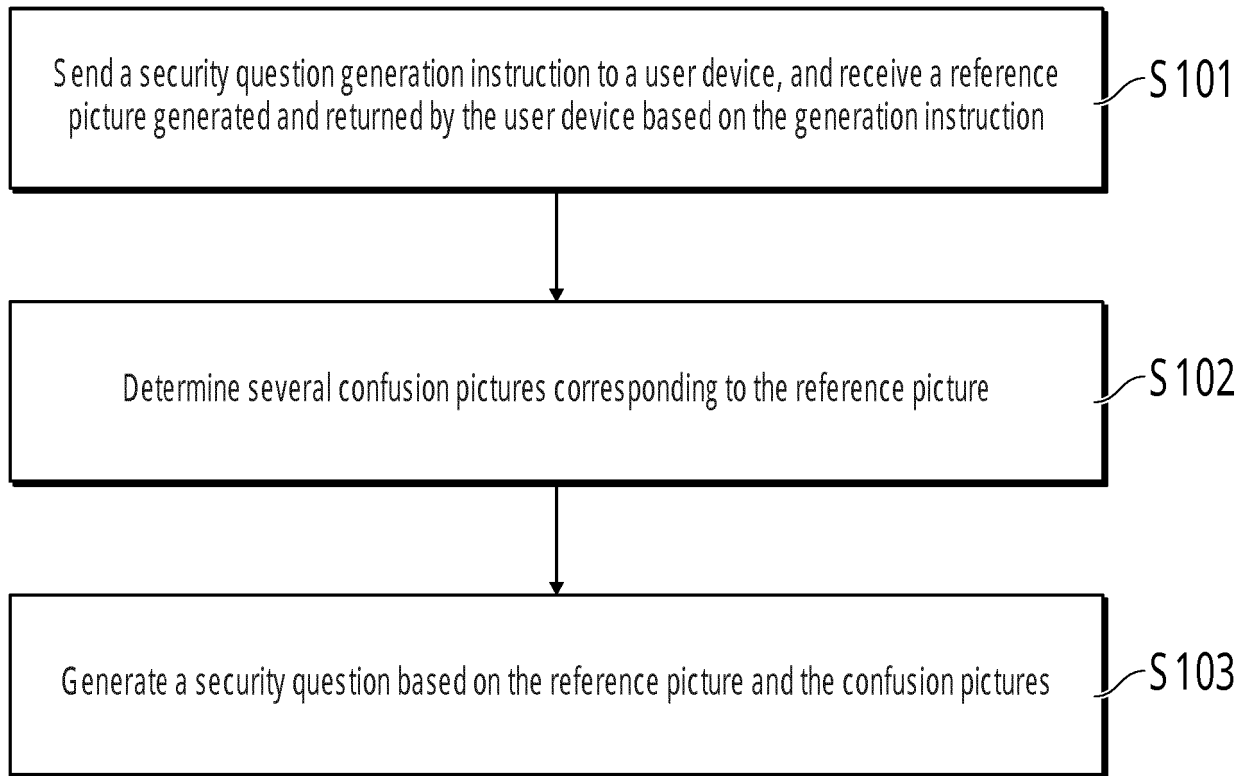 Send a security question generation instruction to a user device, and receive a reference
picture generated and returned by the user device based on the generation instruction
S101
Determine several confusion pictures corresponding to the reference picture
S102
Generate a security question based on the reference picture and the confusion pictures
S103